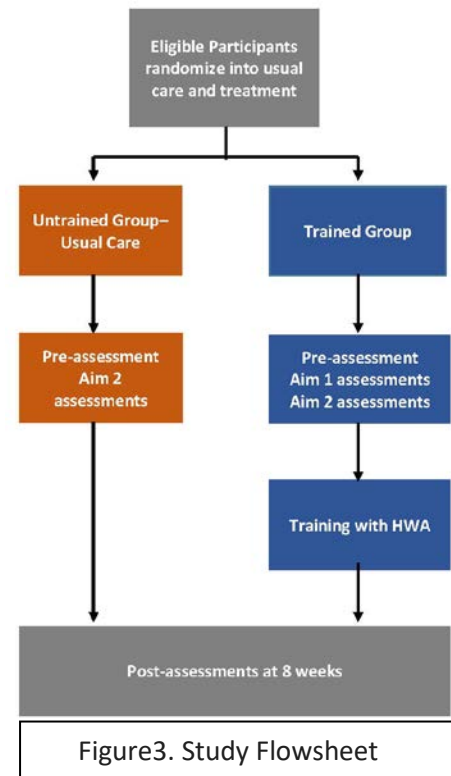 Eligible Participants
randomize into usual
care and treatment
Untrained Group–
Usual Care
Trained Group
Pre-assessment
Aim 2
assessments
Pre-assessment
Aim 1 assessments
Aim 2 assessments
Training with HWA
Post-assessments at 8 weeks
Figure3. Study Flowsheet